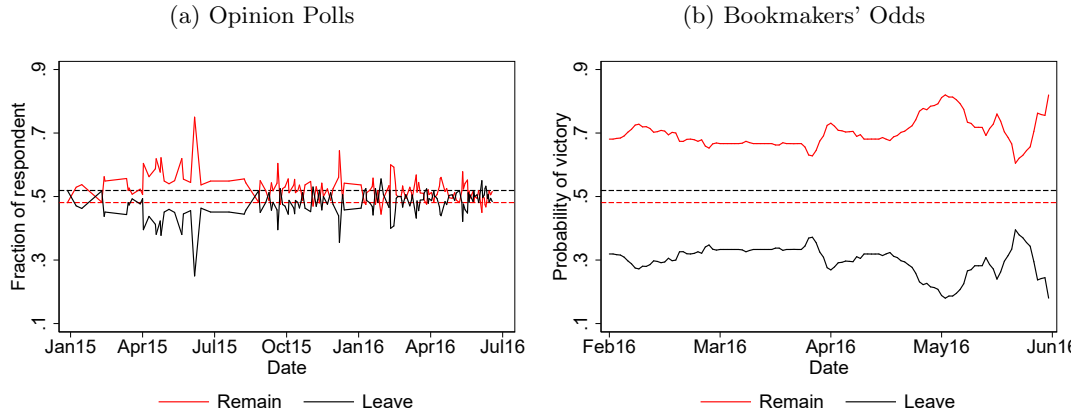 (a) Opinion Polls
Fraction of respondent
.9
.7
.5
.3
.1
Jan15 Apr15 Jul15 Oct15 Jan16 Apr16 Jul16
Date
Remain Leave
(b) Bookmakers' Odds
Probability of victory
.9
.7
.5
.3
.1
Feb16 Mar16 Apr16 May16 Jun16
Date
Remain Leave